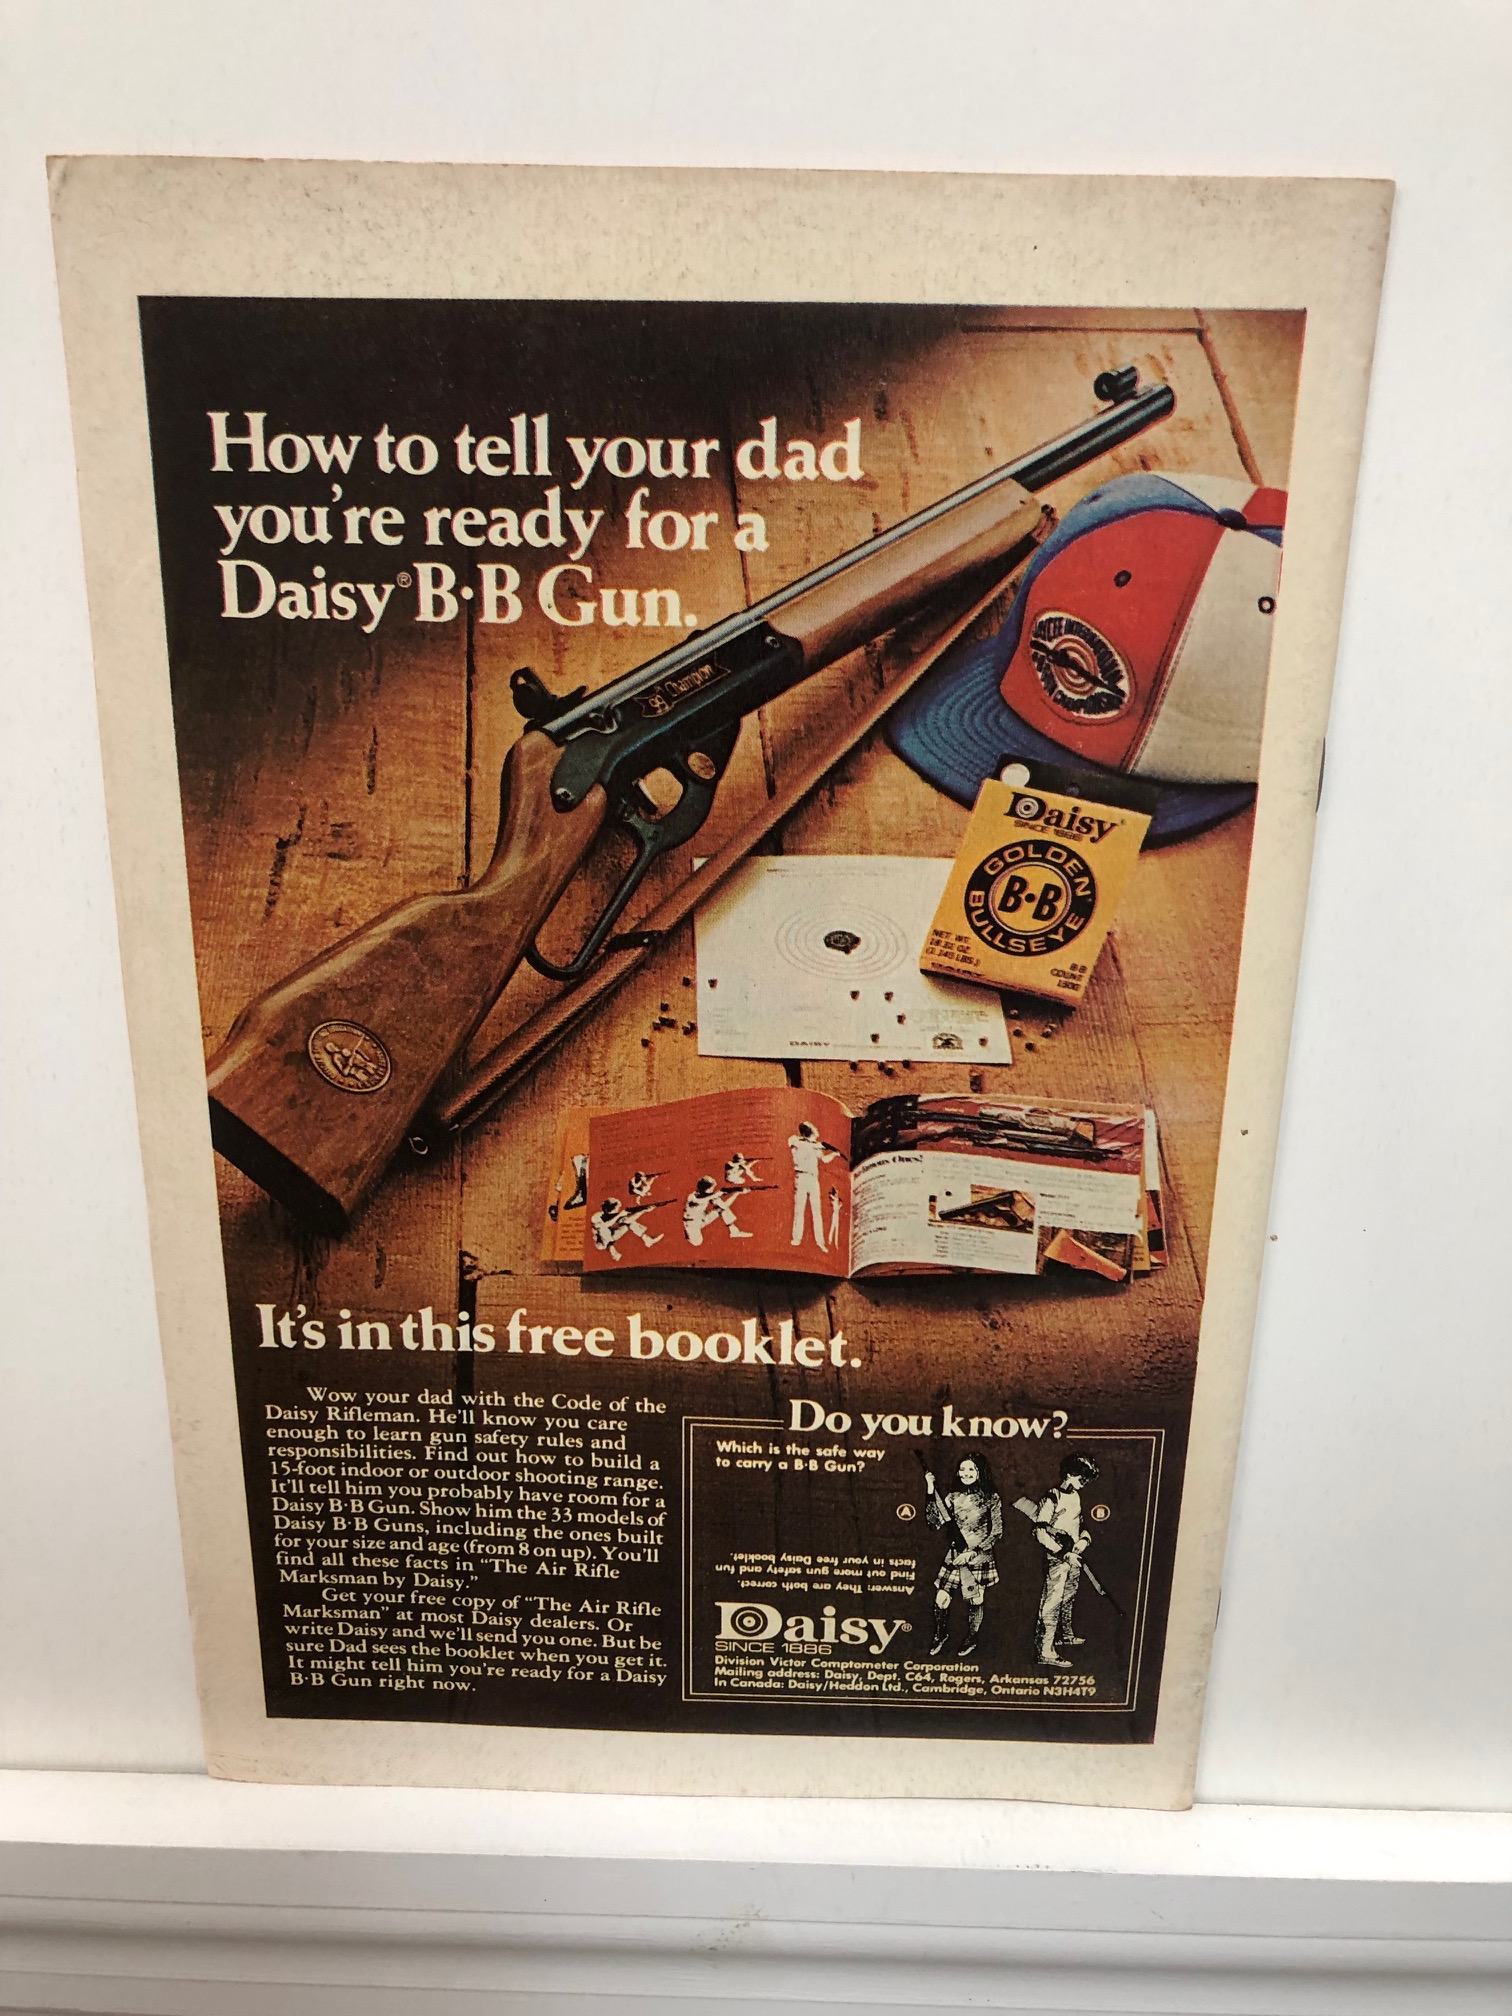 How to tell your dad
you're ready for a
Daisy® B·B Gun.
99 Champion
Daisy®
SINCE 1886
GOLDEN
B·B
BULLSEYE
NET WT
BB
COUNT
1500
DAISY
It's in this free booklet.
Wow your dad with the Code of the
Daisy Rifleman. He'll know you care
enough to learn gun safety rules and
responsibilities. Find out how to build a
15-foot indoor or outdoor shooting range.
It'll tell him you probably have room for a
Daisy B·B Gun. Show him the 33 models of
Daisy B·B Guns, including the ones built
for your size and age (from 8 on up). You'll
find all these facts in "The Air Rifle
Marksman by Daisy."
Get your free copy of "The Air Rifle
Marksman" at most Daisy dealers. Or
write Daisy and we'll send you one. But be
sure Dad sees the booklet when you get it.
It might tell him you're ready for a Daisy
B·B Gun right now.
Do you know?
Which is the safe way
to carry a B·B Gun?
A
B
Answer: They are both correct.
Find out more gun safety and fun
facts in your free Daisy booklet.
Daisy®
SINCE 1886
Division Victor Comptometer Corporation
Mailing address: Daisy, Dept. C64, Rogers, Arkansas 72756
In Canada: Daisy/Heddon Ltd., Cambridge, Ontario N3H4T9